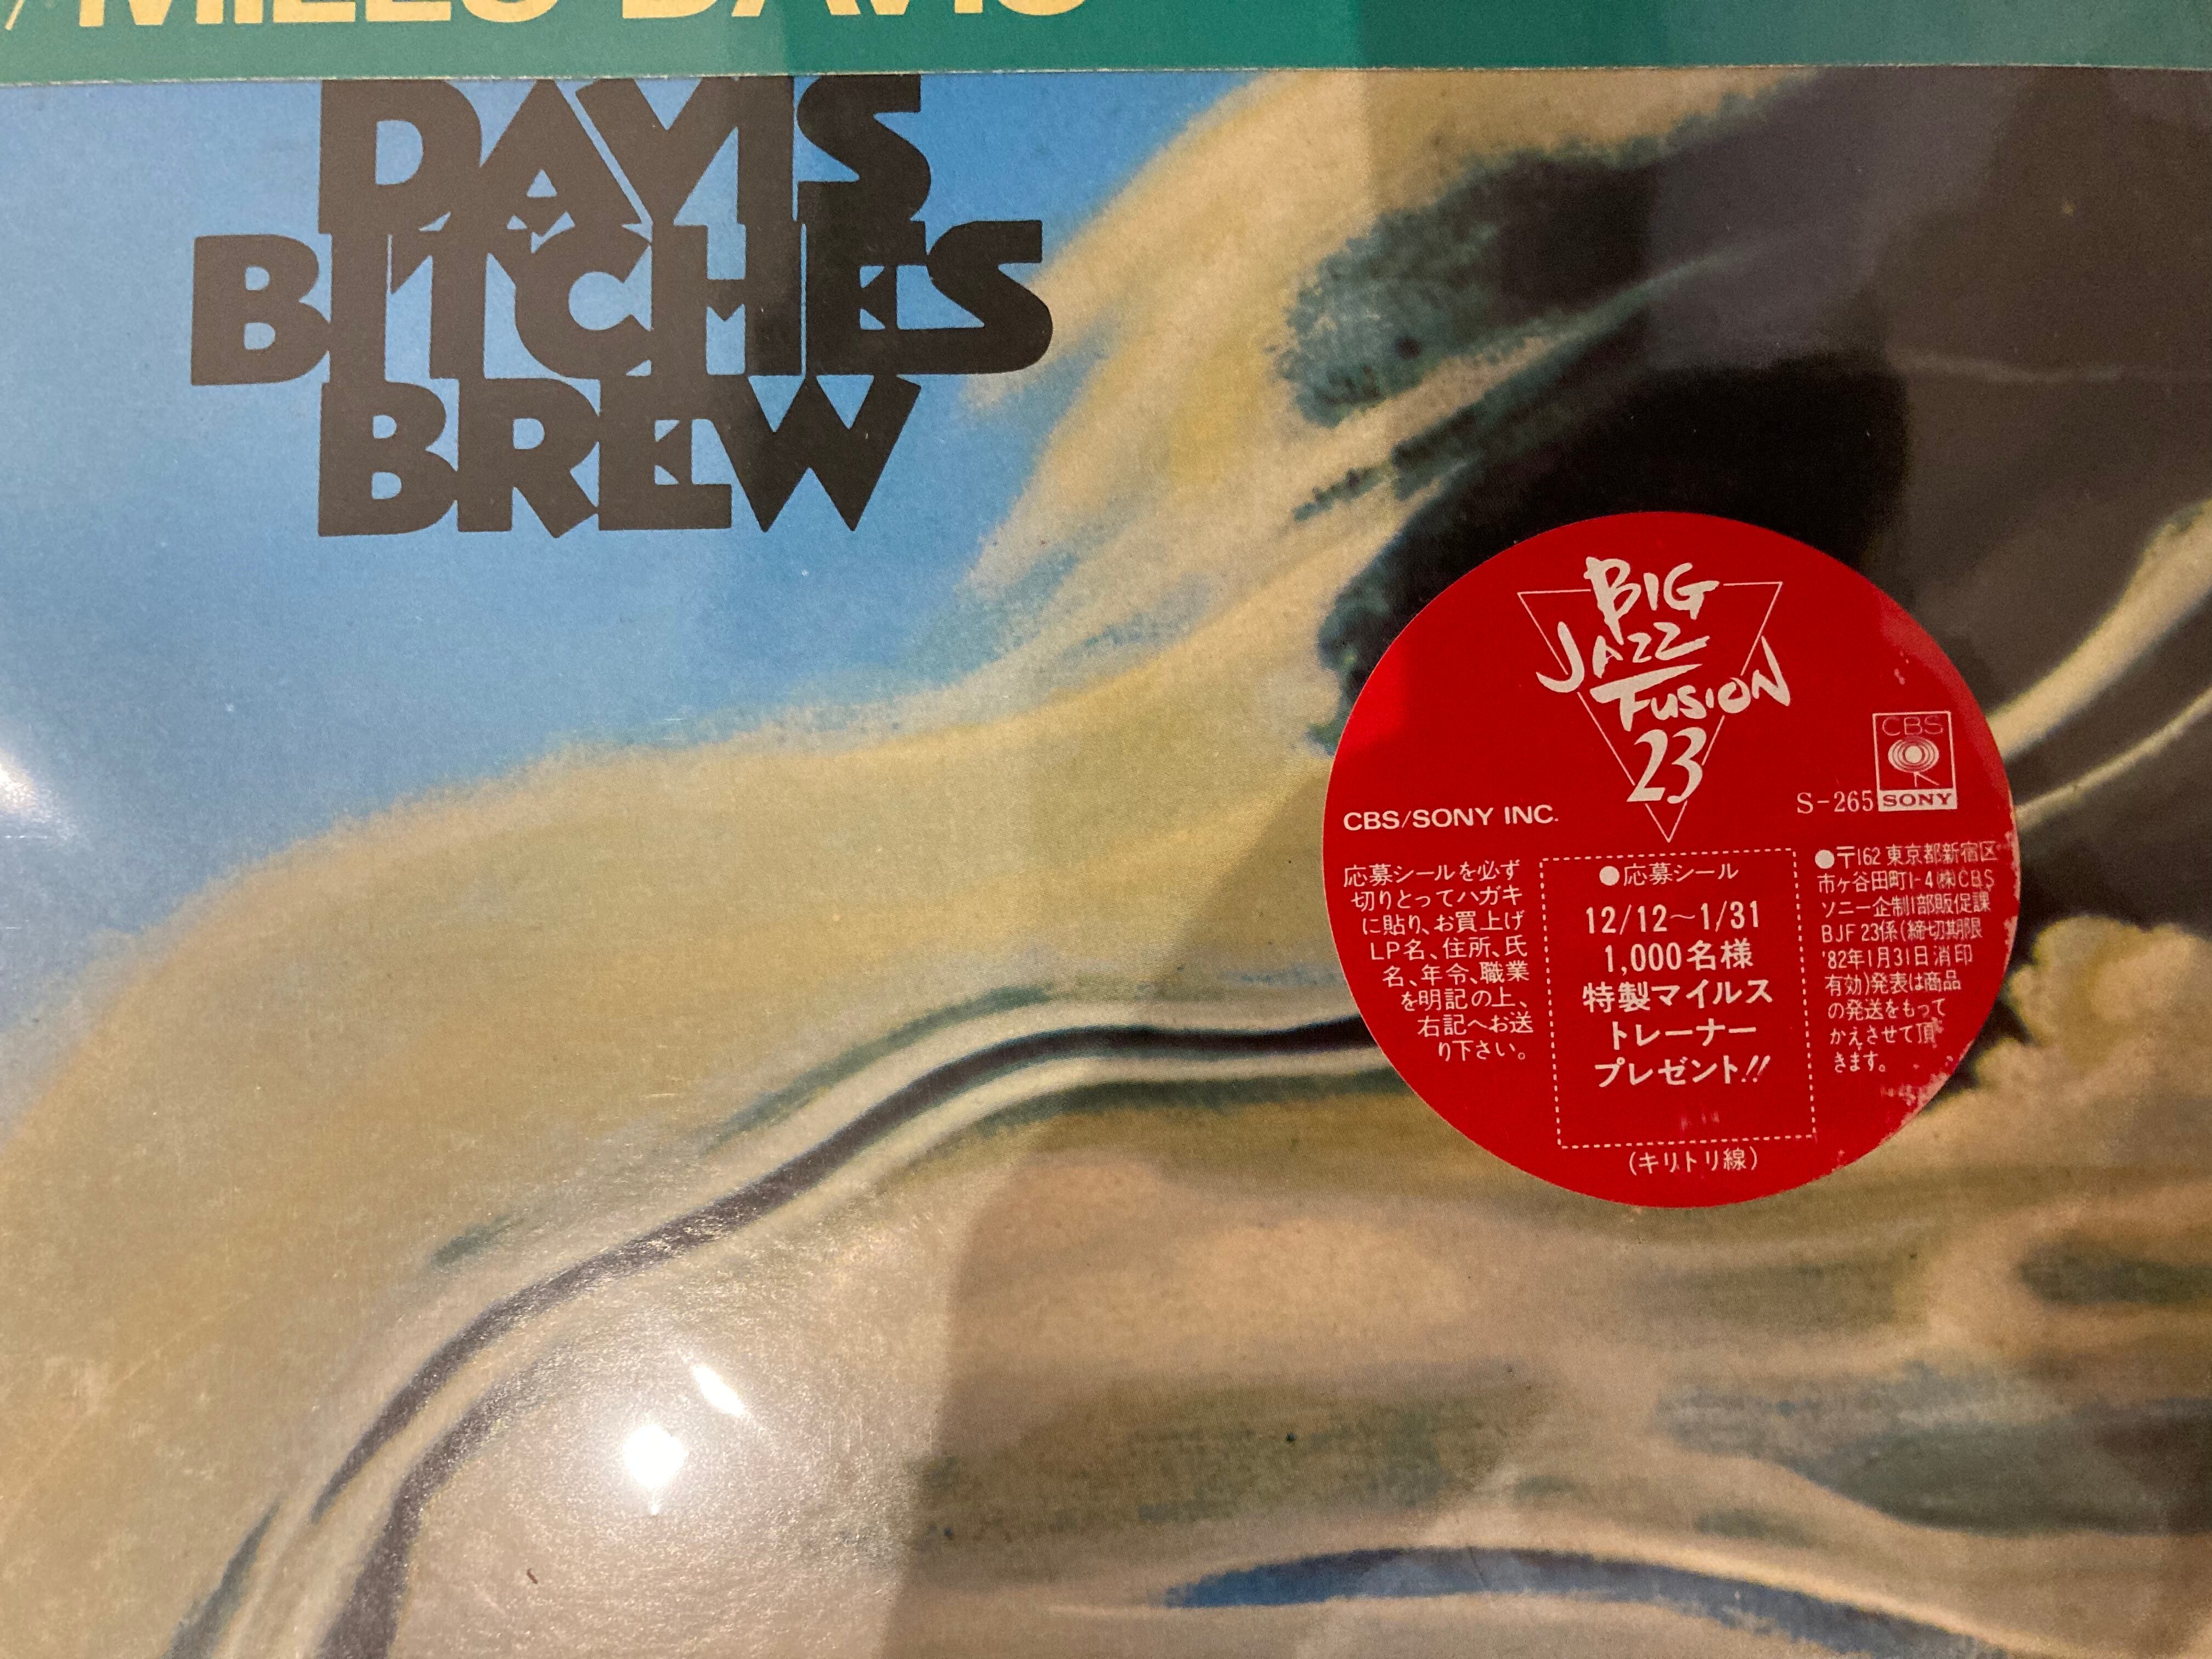 MILES DAVIS
DAVIS
BITCHES
BREW
BIG
JAZZ
FUSION
23
CBS
SONY
S-265
CBS/SONY INC.
応募シールを必ず
切りとってハガキ
に貼り、お買上げ
LP名、住所、氏
名、年令、職業
を明記の上、
右記へお送
り下さい。
●応募シール
12/12〜1/31
1,000名様
特製マイルス
トレーナー
プレゼント!!
(キリトリ線)
●〒162 東京都新宿区
市ヶ谷田町1-4㈱CBS
ソニー企制1部販促課
BJF 23係(締切期限
'82年1月31日消印
有効)発表は商品
の発送をもって
かえさせて頂
きます。